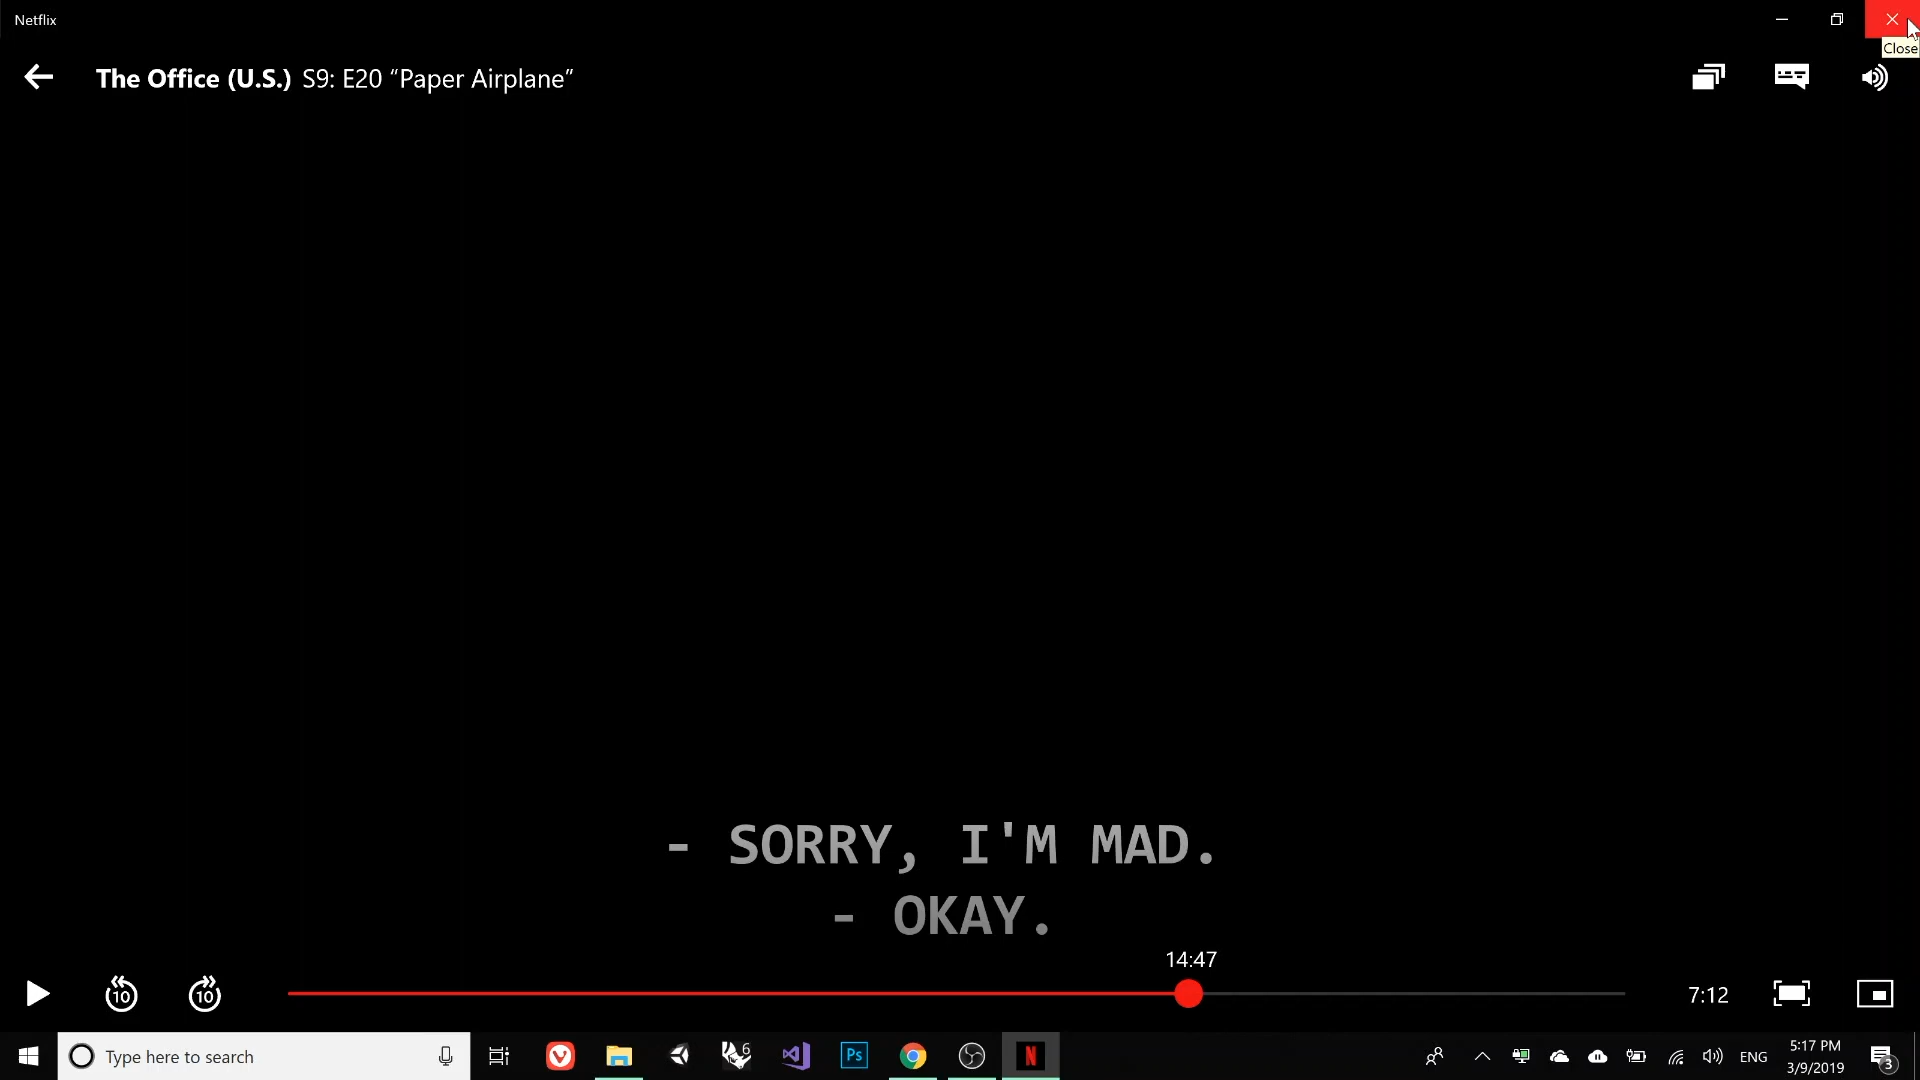 Netflix
Close
The Office (U.S.) S9: E20 “Paper Airplane”
- SORRY, I'M MAD.
- OKAY.
14:47
10
10
7:12
Type here to search
6
Ps
N
ENG
5:17 PM
3/9/2019
3